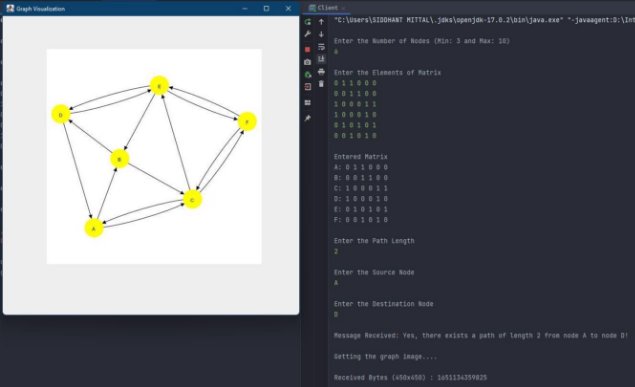 Graph Visualization
E
D
F
B
C
A
Client
"C:\Users\SIDDHANT MITTAL\.jdks\openjdk-17.0.2\bin\java.exe" "-javaagent:D:\Int
Enter the Number of Nodes (Min: 3 and Max: 10)
6
Enter the Elements of Matrix
0 1 1 0 0 0
0 0 1 1 0 0
1 0 0 0 1 1
1 0 0 0 1 0
0 1 0 1 0 1
0 0 1 0 1 0
Entered Matrix
A: 0 1 1 0 0 0
B: 0 0 1 1 0 0
C: 1 0 0 0 1 1
D: 1 0 0 0 1 0
E: 0 1 0 1 0 1
F: 0 0 1 0 1 0
Enter the Path Length
2
Enter the Source Node
A
Enter the Destination Node
D
Message Received: Yes, there exists a path of length 2 from node A to node D!
Getting the graph image....
Received Bytes (450x450) : 1651134359825